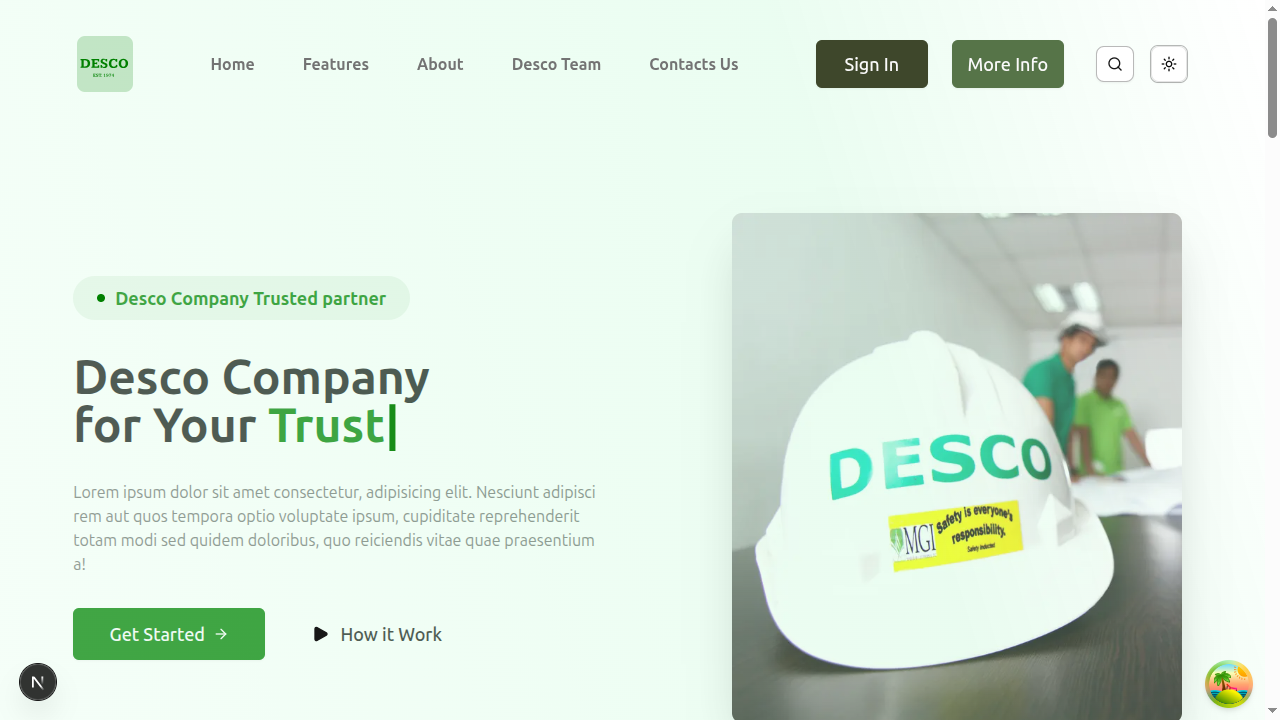 DESCO
EST 1974
Home
Features
About
Desco Team
Contacts Us
Sign In
More Info
Desco Company Trusted partner
Desco Company
for Your Trust
Lorem ipsum dolor sit amet consectetur, adipisicing elit. Nesciunt adipisci
rem aut quos tempora optio voluptate ipsum, cupiditate reprehenderit
totam modi sed quidem doloribus, quo reiciendis vitae quae praesentium
a!
Get Started
How it Work
DESCO
MGI
Safety is everyone's
responsibility.
N